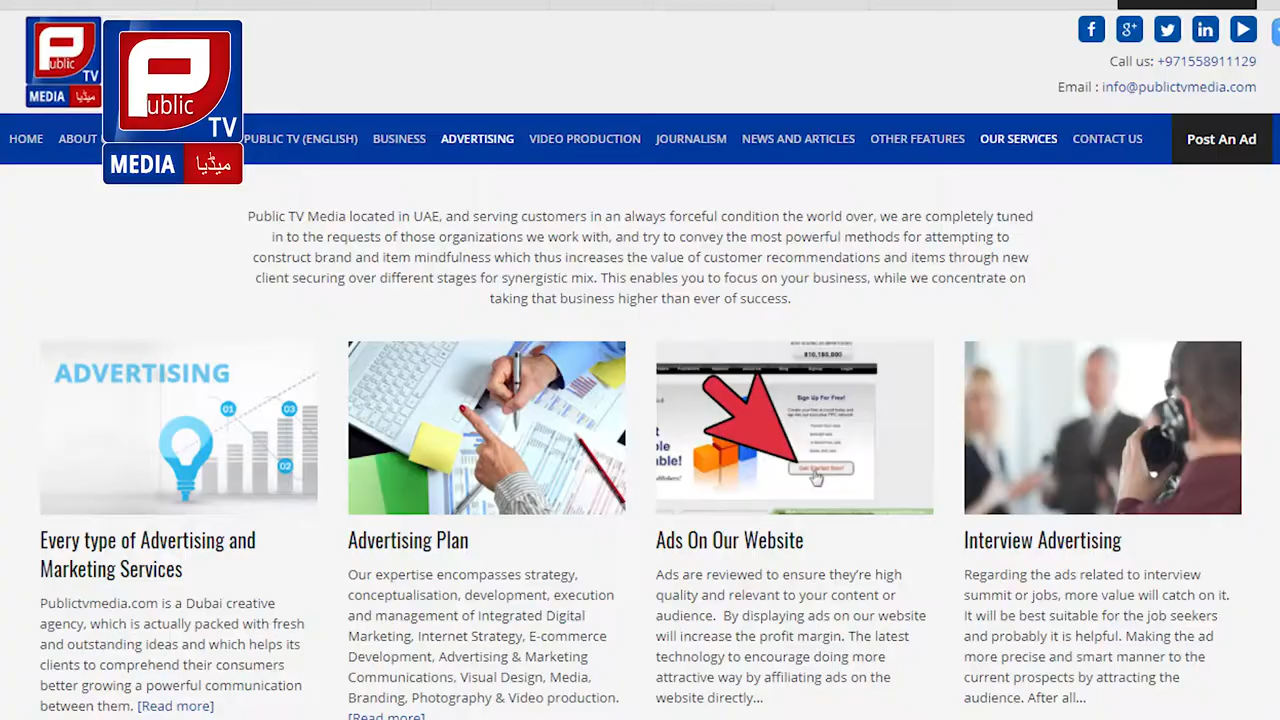 Public
TV
MEDIA میڈیا
Public
TV
MEDIA میڈیا
Call us: +971558911129
Email : info@publictvmedia.com
HOME ABOUT PUBLIC TV (ENGLISH) BUSINESS ADVERTISING VIDEO PRODUCTION JOURNALISM NEWS AND ARTICLES OTHER FEATURES OUR SERVICES CONTACT US Post An Ad
Public TV Media located in UAE, and serving customers in an always forceful condition the world over, we are completely tuned
in to the requests of those organizations we work with, and try to convey the most powerful methods for attempting to
construct brand and item mindfulness which thus increases the value of customer recommendations and items through new
client securing over different stages for synergistic mix. This enables you to focus on your business, while we concentrate on
taking that business higher than ever of success.
ADVERTISING
01
03
02
810,180,000
Sign Up For Free!
Get Started Now!
Every type of Advertising and
Marketing Services
Publictvmedia.com is a Dubai creative
agency, which is actually packed with fresh
and outstanding ideas and which helps its
clients to comprehend their consumers
better growing a powerful communication
between them. [Read more]
Advertising Plan
Our expertise encompasses strategy,
conceptualisation, development, execution
and management of Integrated Digital
Marketing, Internet Strategy, E-commerce
Development, Advertising & Marketing
Communications, Visual Design, Media,
Branding, Photography & Video production.
[Read more]
Ads On Our Website
Ads are reviewed to ensure they're high
quality and relevant to your content or
audience. By displaying ads on our website
will increase the profit margin. The latest
technology to encourage doing more
attractive way by affiliating ads on the
website directly...
Interview Advertising
Regarding the ads related to interview
summit or jobs, more value will catch on it.
It will be best suitable for the job seekers
and probably it is helpful. Making the ad
more precise and smart manner to the
current prospects by attracting the
audience. After all...